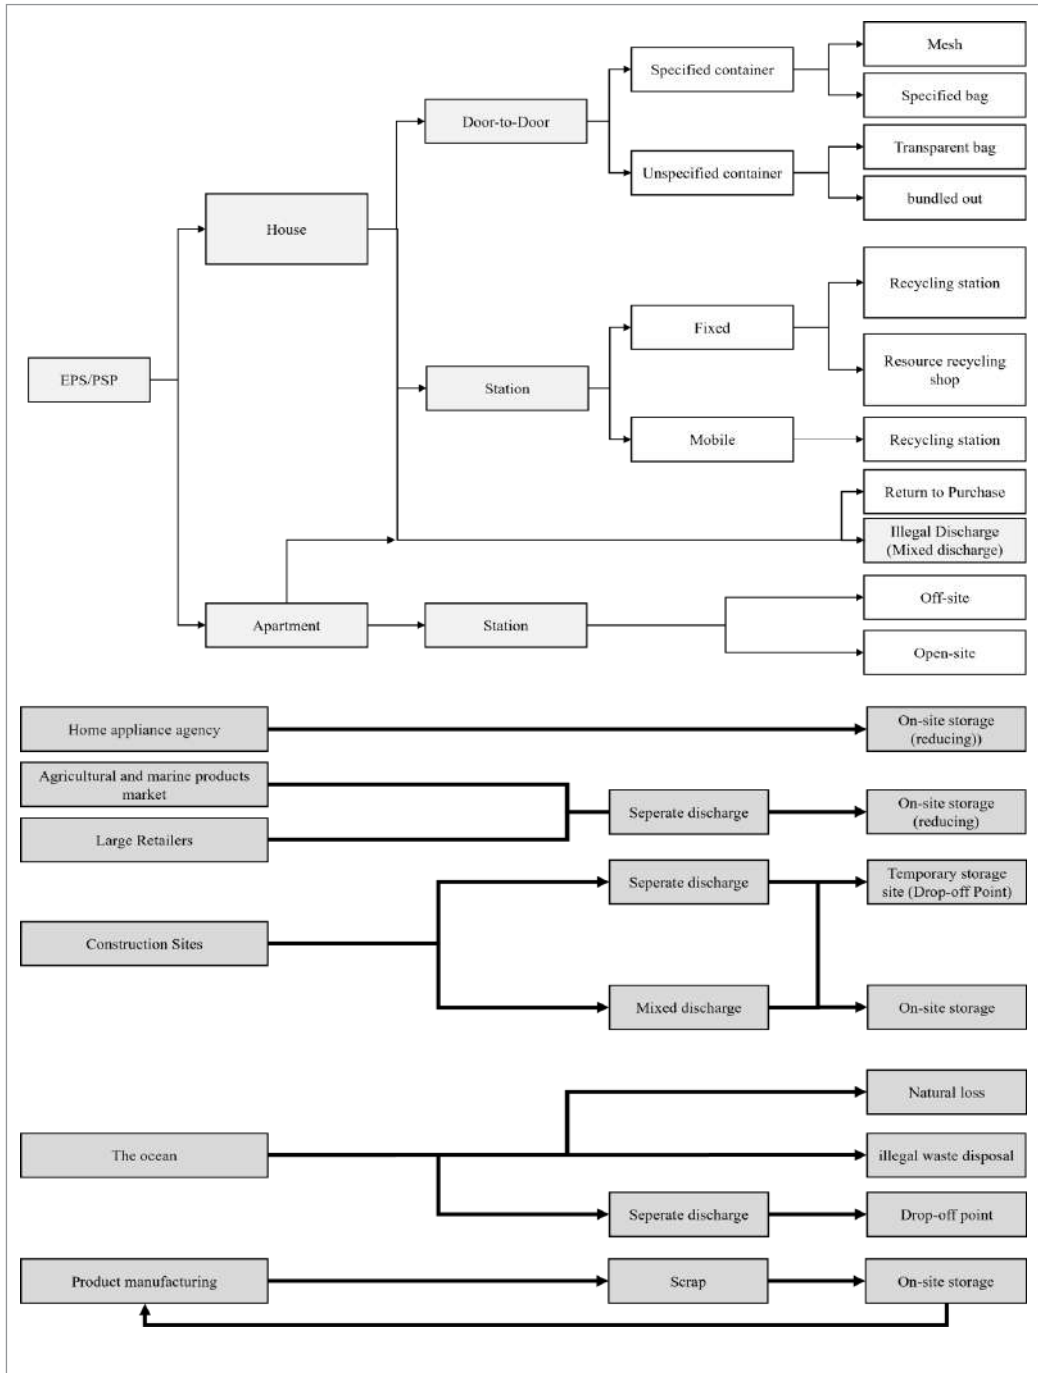 Mesh
Specified container
Specified bag
Door-to-Door
Transparent bag
Unspecified container
bundled out
House
Recycling station
Fixed
EPS/PSP
Station
Resource recycling
shop
Mobile
Recycling station
Return to Purchase
Illegal Discharge
(Mixed discharge)
Off-site
Apartment
Station
Open-site
Home appliance agency
On-site storage
(reducing))
Agricultural and marine products
market
Seperate discharge
On-site storage
(reducing)
Large Retailers
Seperate discharge
Temporary storage
site (Drop-off Point)
Construction Sites
Mixed discharge
On-site storage
Natural loss
The ocean
illegal waste disposal
Seperate discharge
Drop-off point
Product manufacturing
Scrap
On-site storage